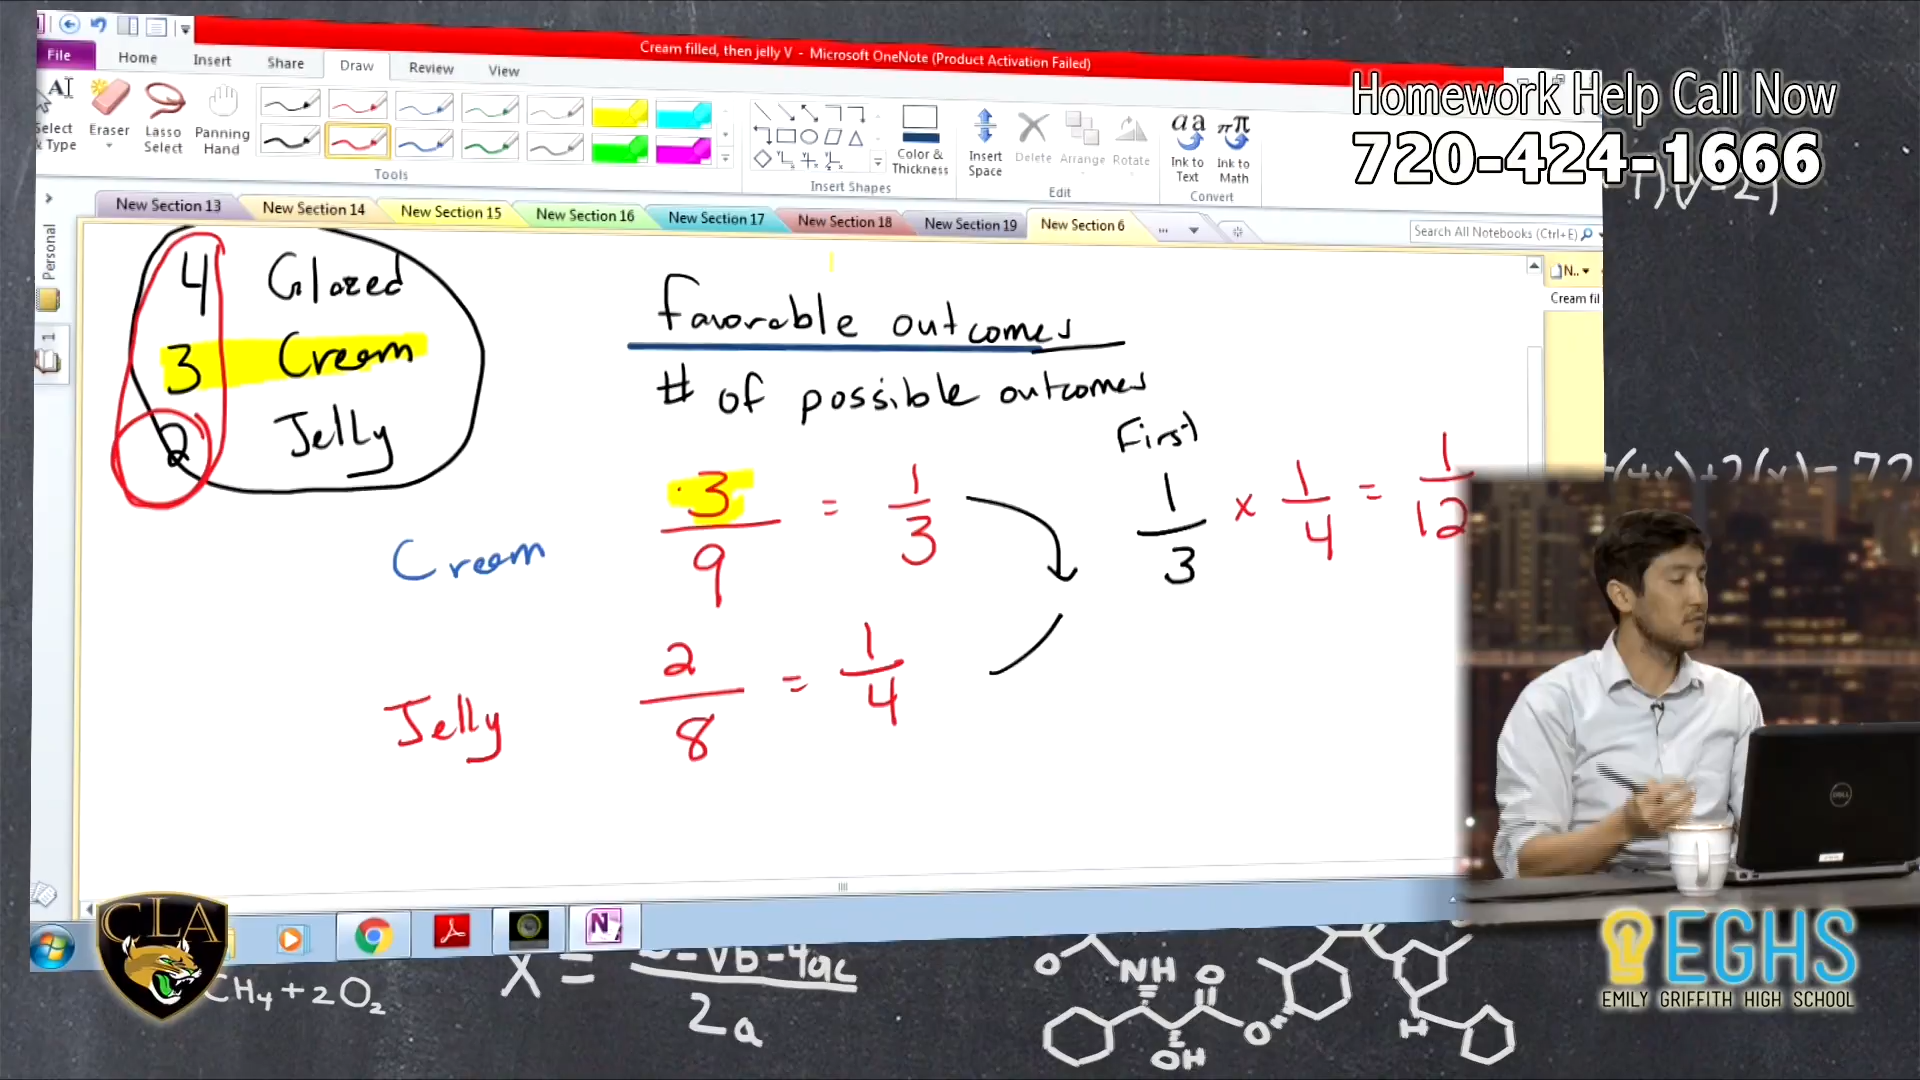 Cream filled, then jelly V - Microsoft OneNote (Product Activation Failed)
File Home Insert Share Draw Review View
Homework Help Call Now
720-424-1666
Select & Type
Eraser
Lasso Select
Panning Hand
Color & Thickness
Insert Space
Delete
Arrange
Rotate
Ink to Text
Ink to Math
Tools
Insert Shapes
Edit
Convert
New Section 13 New Section 14 New Section 15 New Section 16 New Section 17 New Section 18 New Section 19 New Section 6 ...
Search All Notebooks (Ctrl+E)
Personal
1
N..
Cream fil
4 Glazed
3 Cream
2 Jelly
favorable outcomes
# of possible outcomes
First
Cream 3/9 = 1/3
1/3 x 1/4 = 1/12
Jelly 2/8 = 1/4
DELL
CLA
CH4 + 2O2
2a
O NH O
O
OH
H
EGHS
EMILY GRIFFITH HIGH SCHOOL